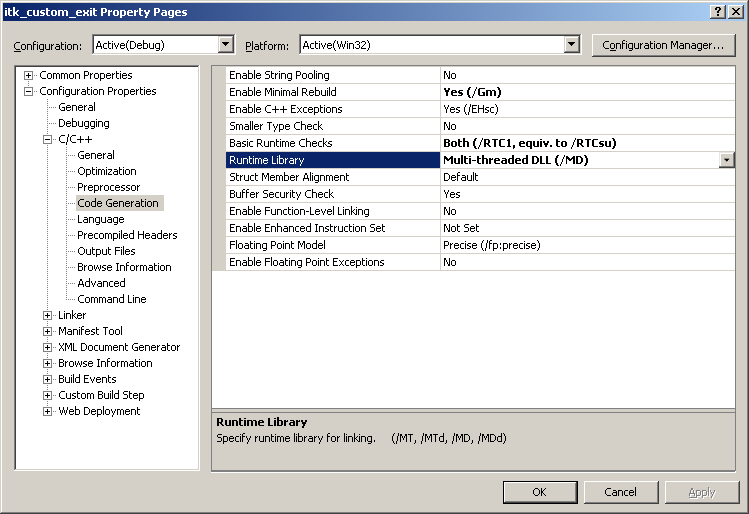 itk_custom_exit Property Pages
Configuration: Active(Debug) Platform: Active(Win32) Configuration Manager...
Common Properties
Configuration Properties
General
Debugging
C/C++
General
Optimization
Preprocessor
Code Generation
Language
Precompiled Headers
Output Files
Browse Information
Advanced
Command Line
Linker
Manifest Tool
XML Document Generator
Browse Information
Build Events
Custom Build Step
Web Deployment
Enable String Pooling No
Enable Minimal Rebuild Yes (/Gm)
Enable C++ Exceptions Yes (/EHsc)
Smaller Type Check No
Basic Runtime Checks Both (/RTC1, equiv. to /RTCsu)
Runtime Library Multi-threaded DLL (/MD)
Struct Member Alignment Default
Buffer Security Check Yes
Enable Function-Level Linking No
Enable Enhanced Instruction Set Not Set
Floating Point Model Precise (/fp:precise)
Enable Floating Point Exceptions No
Runtime Library
Specify runtime library for linking. (/MT, /MTd, /MD, /MDd)
OK Cancel Apply